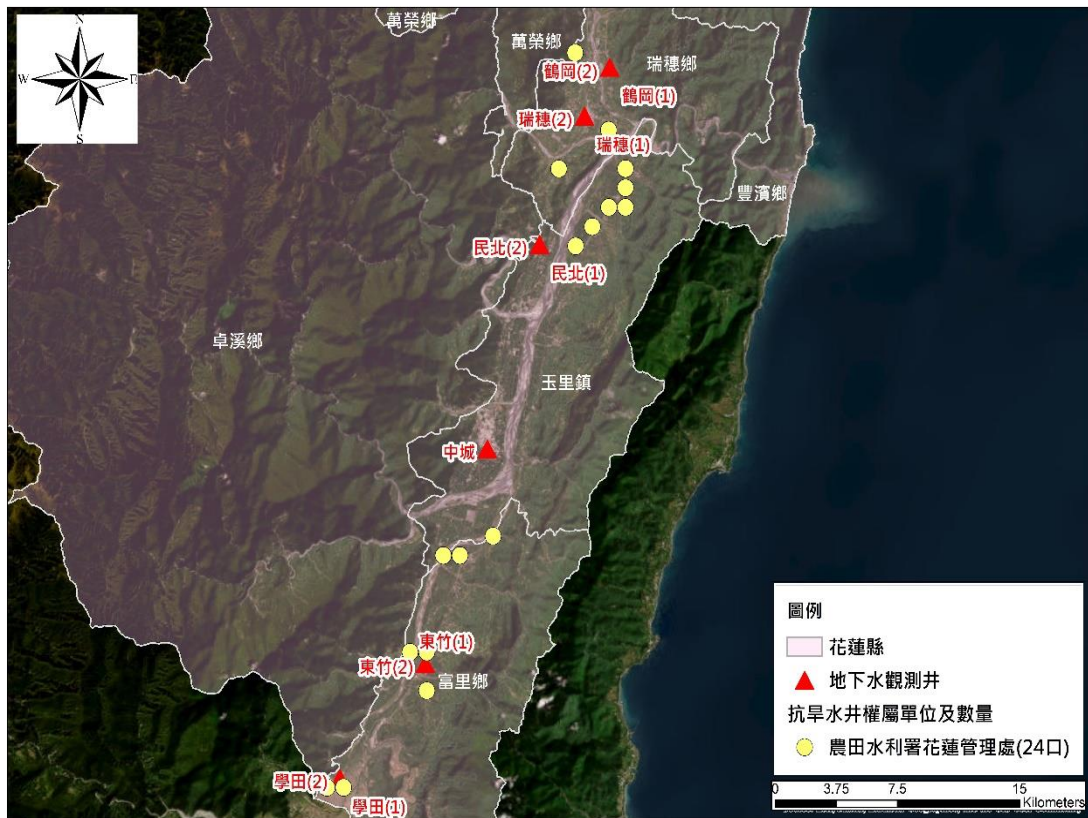 N
W
S
萬榮鄉
萬榮鄉
瑞穗鄉
鶴岡(2)
鶴岡(1)
瑞穗(2)
瑞穗(1)
豐濱鄉
民北(2)
民北(1)
卓溪鄉
玉里鎮
中城
東竹(1)
東竹(2)
富里鄉
學田(2)
學田(1)
圖例
花蓮縣
地下水觀測井
抗旱水井權屬單位及數量
農田水利署花蓮管理處(24口)
0 3.75 7.5 15
Kilometers